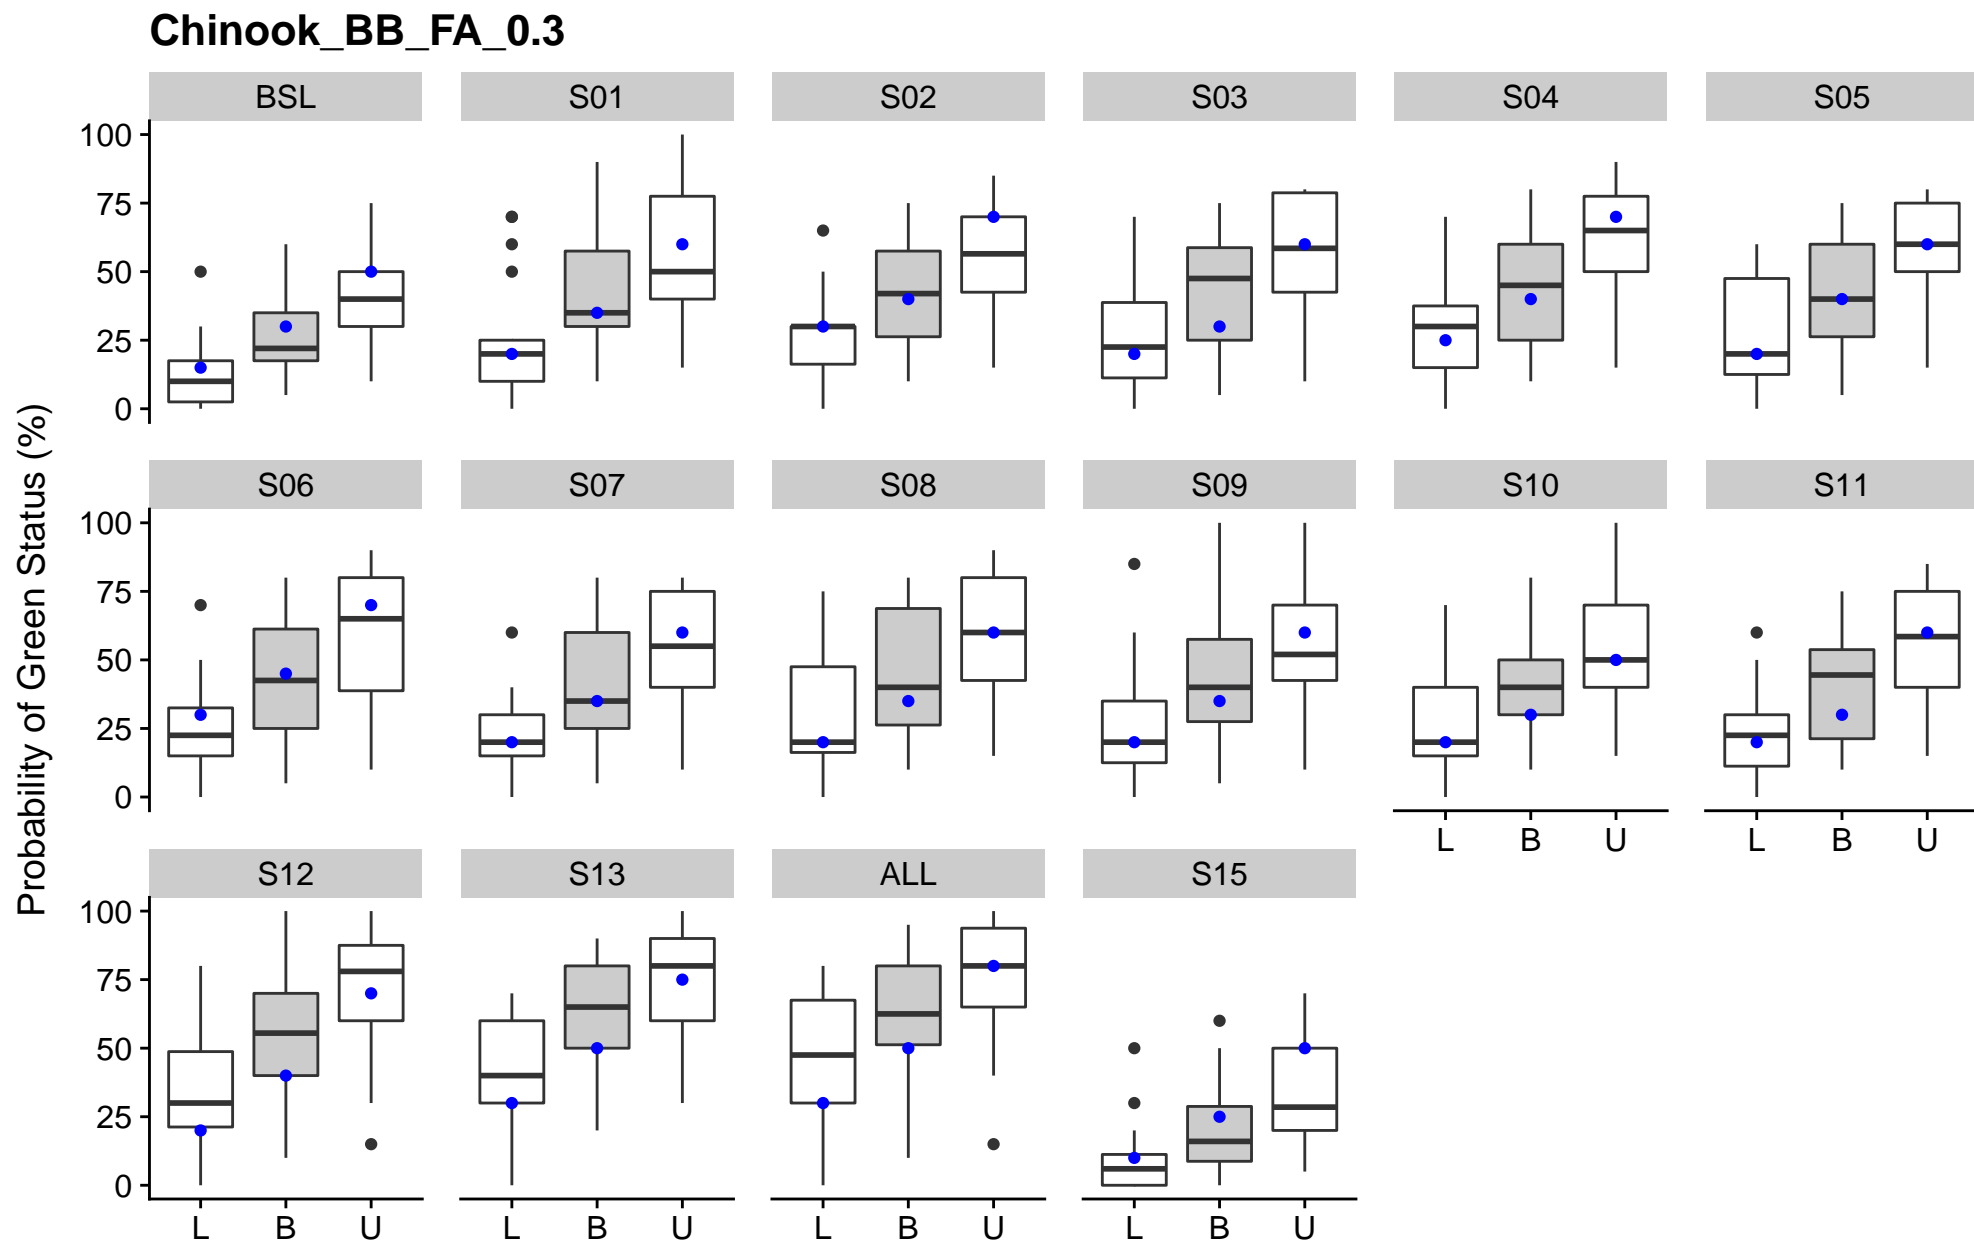 Chinook_BB_FA_0.3
BSL S01 S02 S03 S04 S05
100
75
50
25
0
S06 S07 S08 S09 S10 S11
100
75
50
25
0
L B U L B U
S12 S13 ALL S15
100
75
50
25
0
L B U L B U L B U L B U
Probability of Green Status (%)